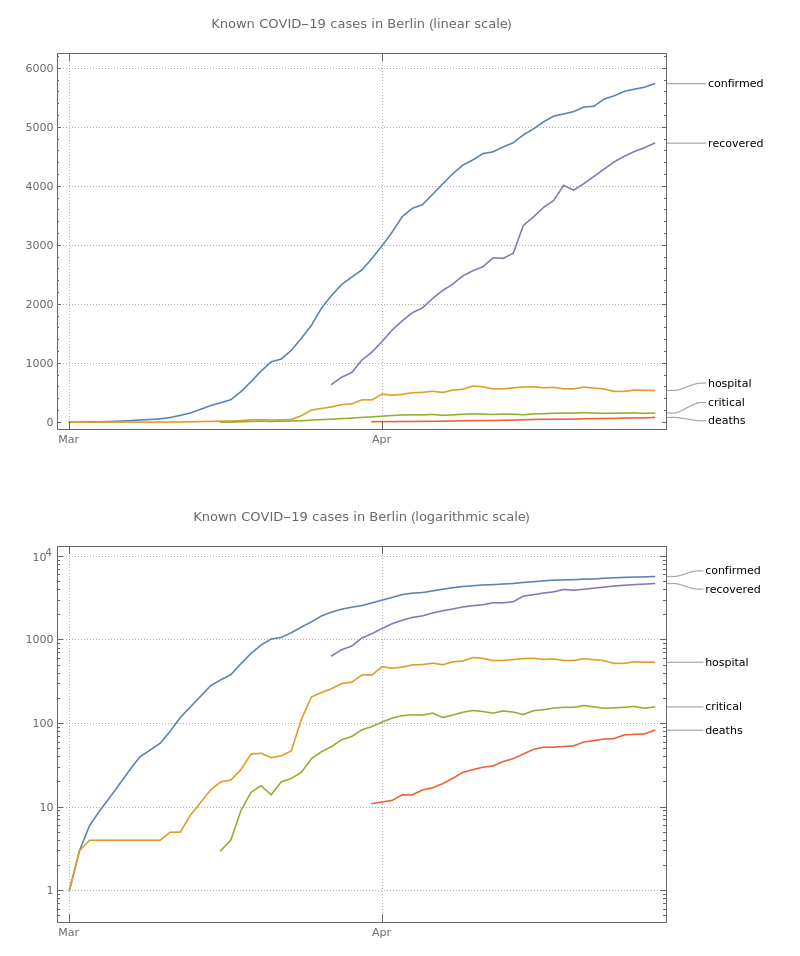 Known COVID–19 cases in Berlin (linear scale)
6000
5000
4000
3000
2000
1000
0
Mar
Apr
confirmed
recovered
hospital
critical
deaths
Known COVID–19 cases in Berlin (logarithmic scale)
10^4
1000
100
10
1
Mar
Apr
confirmed
recovered
hospital
critical
deaths